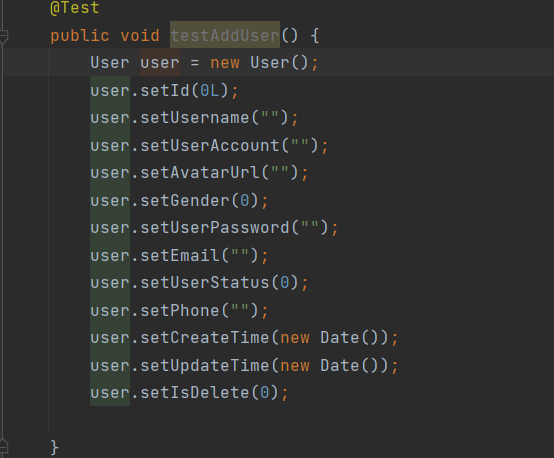 @Test
public void testAddUser() {
User user = new User();
user.setId(0L);
user.setUsername("");
user.setUserAccount("");
user.setAvatarUrl("");
user.setGender(0);
user.setUserPassword("");
user.setEmail("");
user.setUserStatus(0);
user.setPhone("");
user.setCreateTime(new Date());
user.setUpdateTime(new Date());
user.setIsDelete(0);
}